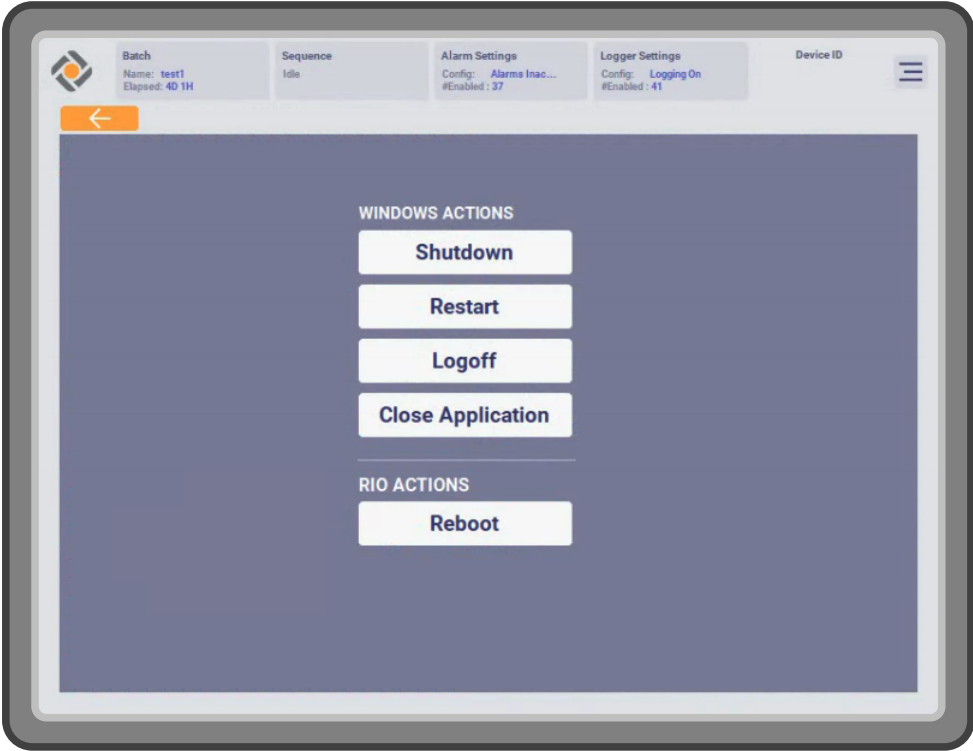 Batch
Name: test1
Elapsed: 4D 1H
Sequence
Idle
Alarm Settings
Config: Alarms Inac...
#Enabled : 37
Logger Settings
Config: Logging On
#Enabled : 41
Device ID
WINDOWS ACTIONS
Shutdown
Restart
Logoff
Close Application
RIO ACTIONS
Reboot